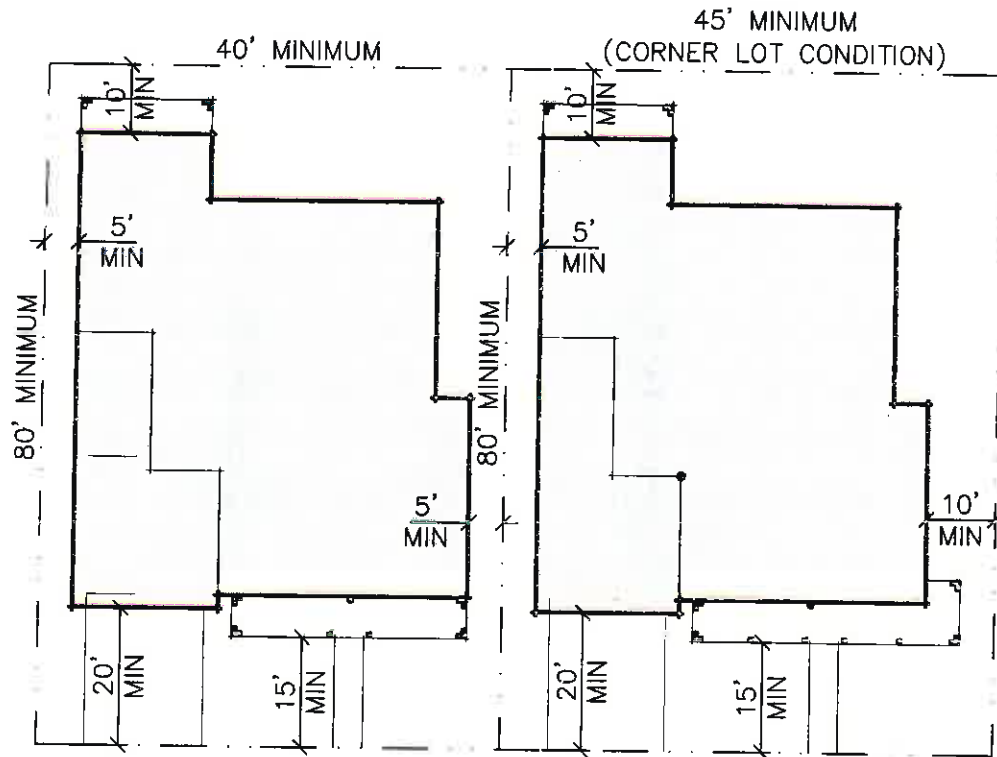 40' MINIMUM
45' MINIMUM
(CORNER LOT CONDITION)
10'
MIN
10'
MIN
5'
MIN
5'
MIN
80' MINIMUM
80' MINIMUM
5'
MIN
10'
MIN
20'
MIN
15'
MIN
20'
MIN
15'
MIN